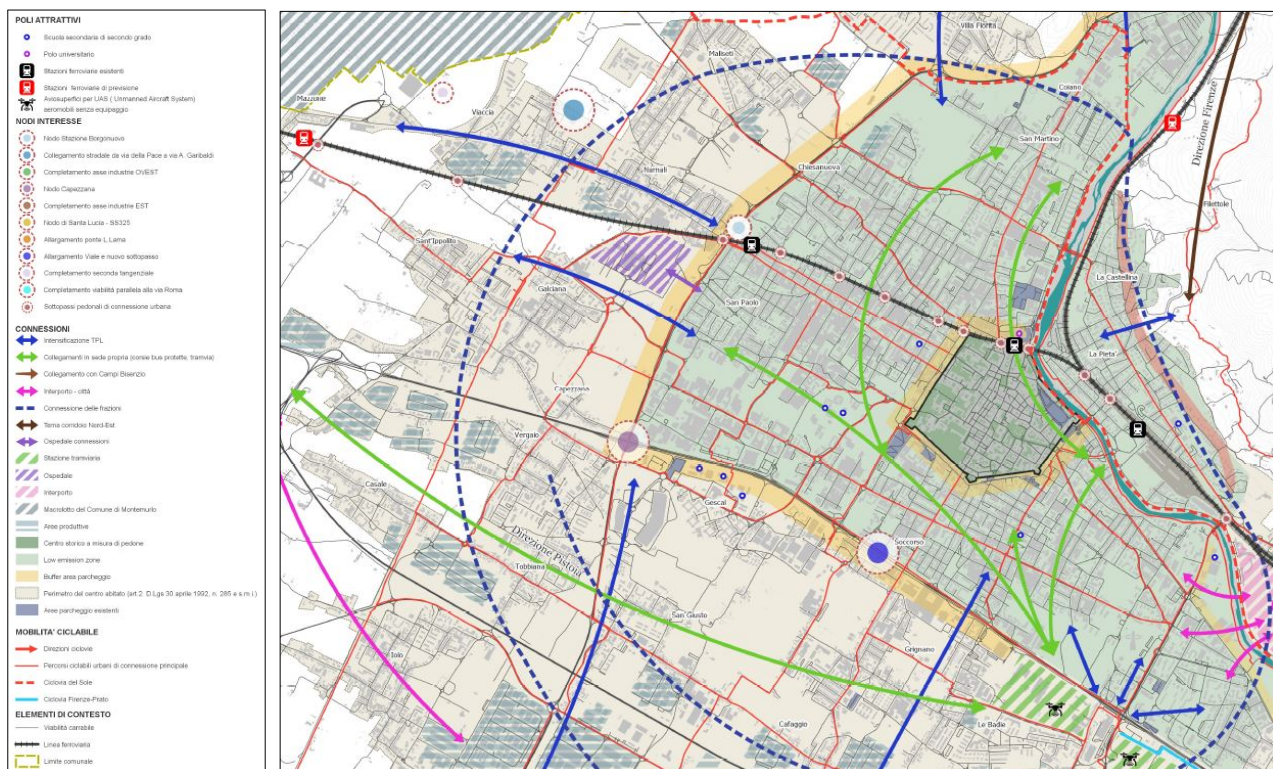 POLI ATTRATTIVI
Scuola secondaria di secondo grado
Polo universitario
Stazioni ferroviarie esistenti
Stazioni ferroviarie di previsione
Aviosuperfici per UAS ( Unmanned Aircraft System)
aeromobili senza equipaggio
NODI INTERESSE
Nodo Stazione Borgonuovo
Collegamento stradale da via della Pace a via A. Garibaldi
Completamento asse industrie OVEST
Nodo Capezzana
Completamento asse industrie EST
Nodo di Santa Lucia - SS325
Allargamento ponte L.Lama
Allargamento Viale e nuovo sottopasso
Completamento seconda tangenziale
Completamento viabilità parallela alla via Roma
Sottopassi pedonali di connessione urbana
CONNESSIONI
Intensificazione TPL
Collegamenti in sede propria (corsie bus protette, tramvia)
Collegamento con Campi Bisenzio
Interporto - città
Connessione delle frazioni
Tema corridoio Nord-Est
Ospedale connessioni
Stazione tramviaria
Ospedale
Interporto
Macrolotto del Comune di Montemurlo
Aree produttive
Centro storico a misura di pedone
Low emission zone
Buffer area parcheggio
Perimetro del centro abitato (art.2. D.Lgs 30 aprile 1992, n. 285 e s.m.i.)
Aree parcheggio esistenti
MOBILITA' CICLABILE
Direzioni ciclovie
Percorsi ciclabili urbani di connessione principale
Ciclovia del Sole
Ciclovia Firenze-Prato
ELEMENTI DI CONTESTO
Viabilità carrabile
Linea ferroviaria
Limite comunale
Villa Fiorita
Maliseti
Coiano
Mazzone
Viaccia
San Martino
Direzione Firenze
Narnali
Chiesanuova
Filettole
Sant'Ippolito
La Castellina
Galciana
San Paolo
La Pieta'
Capezzana
Vergaio
Casale
Gescal
Soccorso
Direzione Pistoia
Tobbiana
San Giusto
Grignano
Iolo
Le Badie
Cafaggio